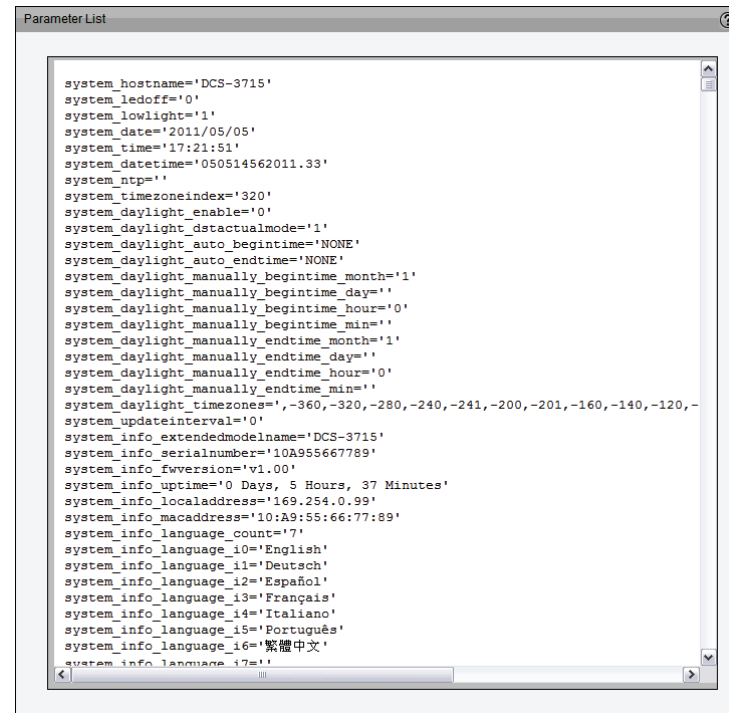 Parameter List
system_hostname='DCS-3715'
system_ledoff='0'
system_lowlight='1'
system_date='2011/05/05'
system_time='17:21:51'
system_datetime='050514562011.33'
system_ntp=''
system_timezoneindex='320'
system_daylight_enable='0'
system_daylight_dstactualmode='1'
system_daylight_auto_begintime='NONE'
system_daylight_auto_endtime='NONE'
system_daylight_manually_begintime_month='1'
system_daylight_manually_begintime_day=''
system_daylight_manually_begintime_hour='0'
system_daylight_manually_begintime_min=''
system_daylight_manually_endtime_month='1'
system_daylight_manually_endtime_day=''
system_daylight_manually_endtime_hour='0'
system_daylight_manually_endtime_min=''
system_daylight_timezones=',-360,-320,-280,-240,-241,-200,-201,-160,-140,-120,-
system_updateinterval='0'
system_info_extendedmodelname='DCS-3715'
system_info_serialnumber='10A955667789'
system_info_fwversion='v1.00'
system_info_uptime='0 Days, 5 Hours, 37 Minutes'
system_info_localaddress='169.254.0.99'
system_info_macaddress='10:A9:55:66:77:89'
system_info_language_count='7'
system_info_language_i0='English'
system_info_language_i1='Deutsch'
system_info_language_i2='Español'
system_info_language_i3='Français'
system_info_language_i4='Italiano'
system_info_language_i5='Português'
system_info_language_i6='繁體中文'
system_info_language_i7=''